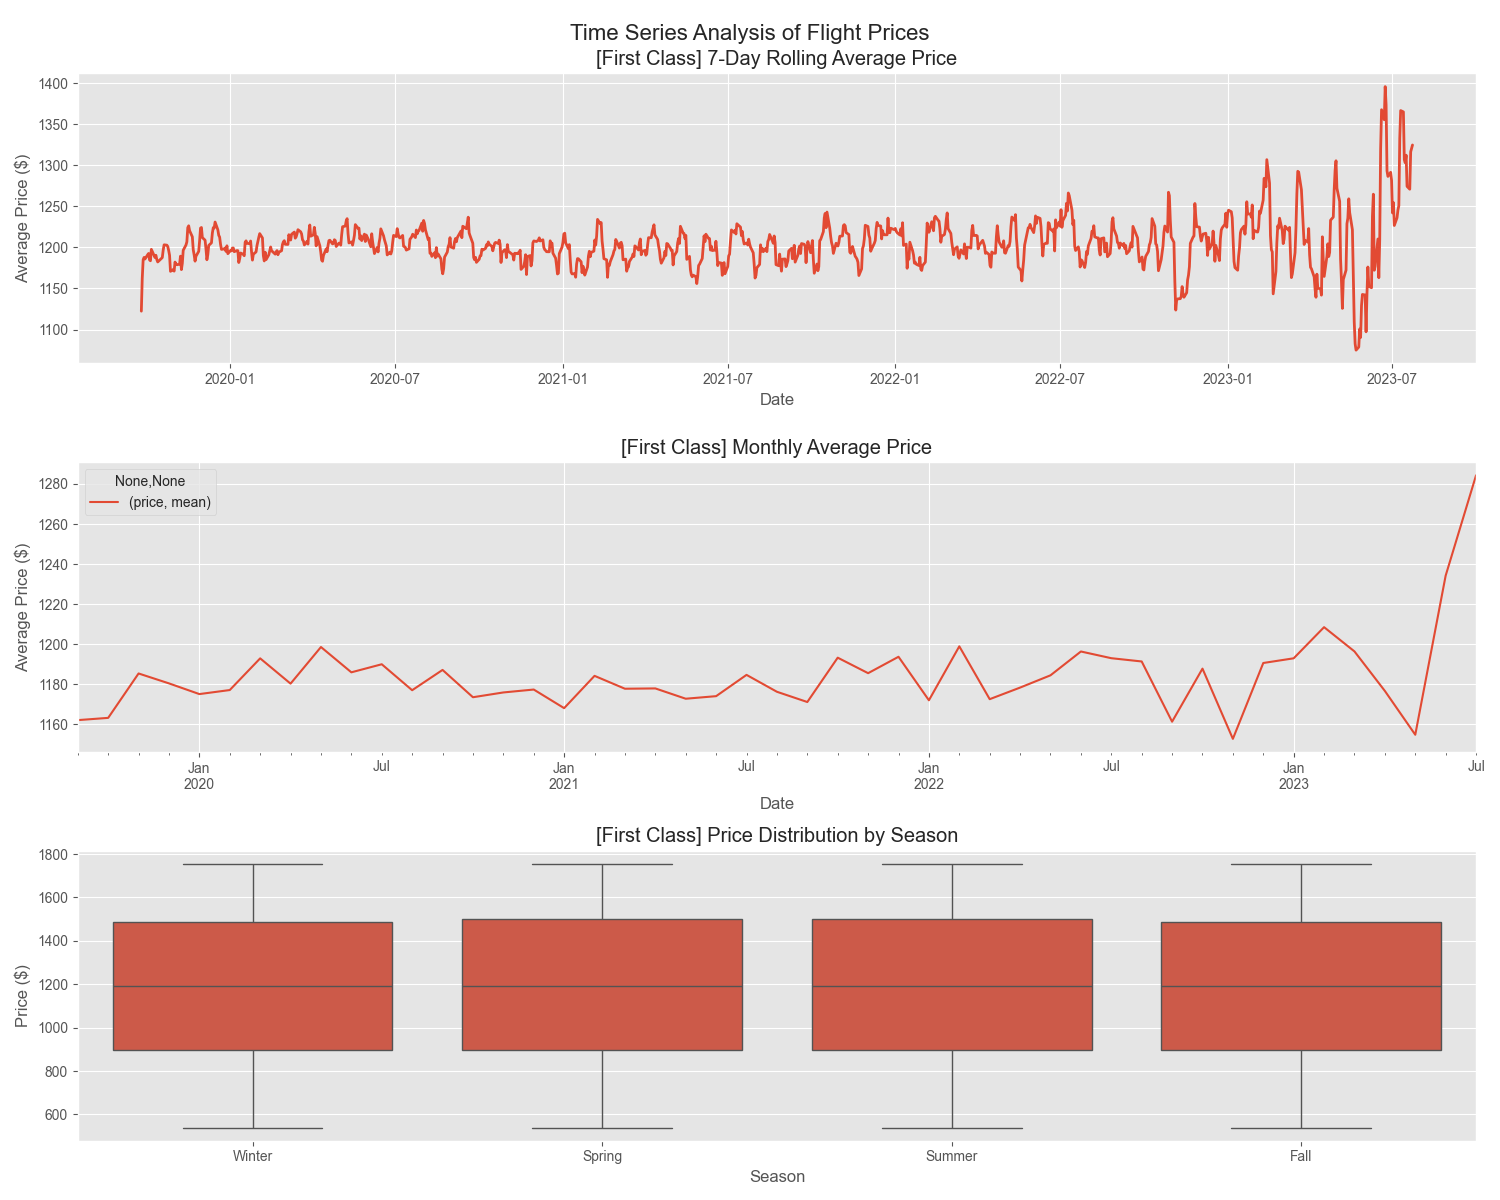 Time Series Analysis of Flight Prices
[First Class] 7-Day Rolling Average Price
Average Price ($)
1400
1350
1300
1250
1200
1150
1100
2020-01 2020-07 2021-01 2021-07 2022-01 2022-07 2023-01 2023-07
Date
[First Class] Monthly Average Price
None,None
(price, mean)
Average Price ($)
1280
1260
1240
1220
1200
1180
1160
Jan Jul Jan Jul Jan Jul Jan Jul
2020 2021 2022 2023
Date
[First Class] Price Distribution by Season
Price ($)
1800
1600
1400
1200
1000
800
600
Winter Spring Summer Fall
Season